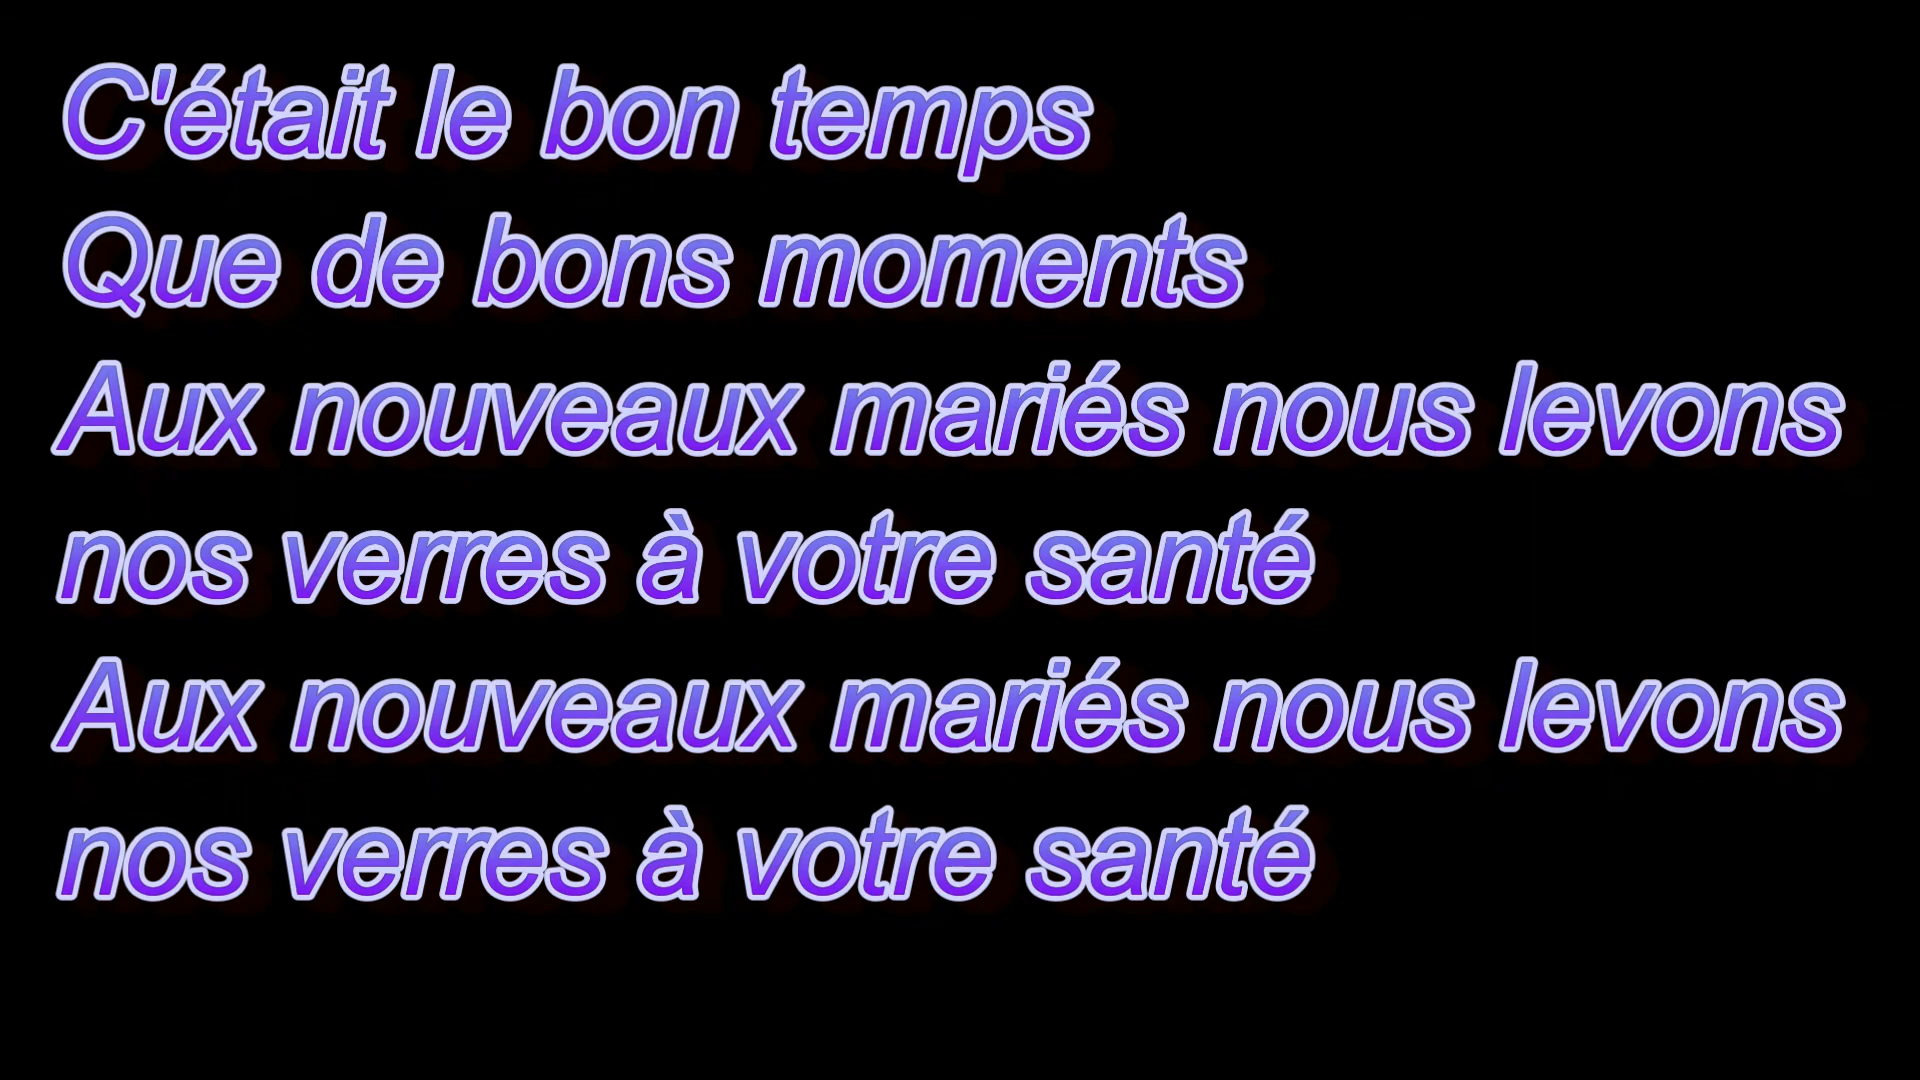 C'était le bon temps
Que de bons moments
Aux nouveaux mariés nous levons
nos verres à votre santé
Aux nouveaux mariés nous levons
nos verres à votre santé